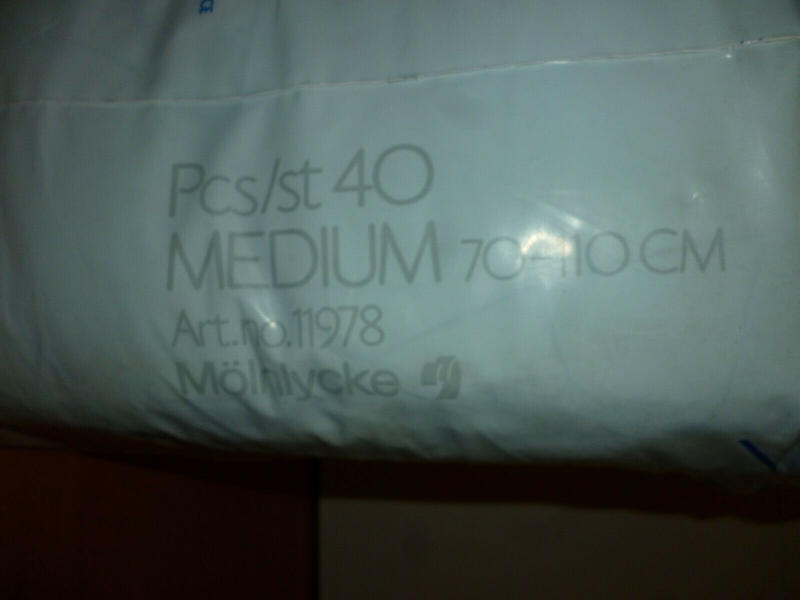 Pcs/st 40
MEDIUM 70-110 CM
Art.no.11978
Mölnlycke